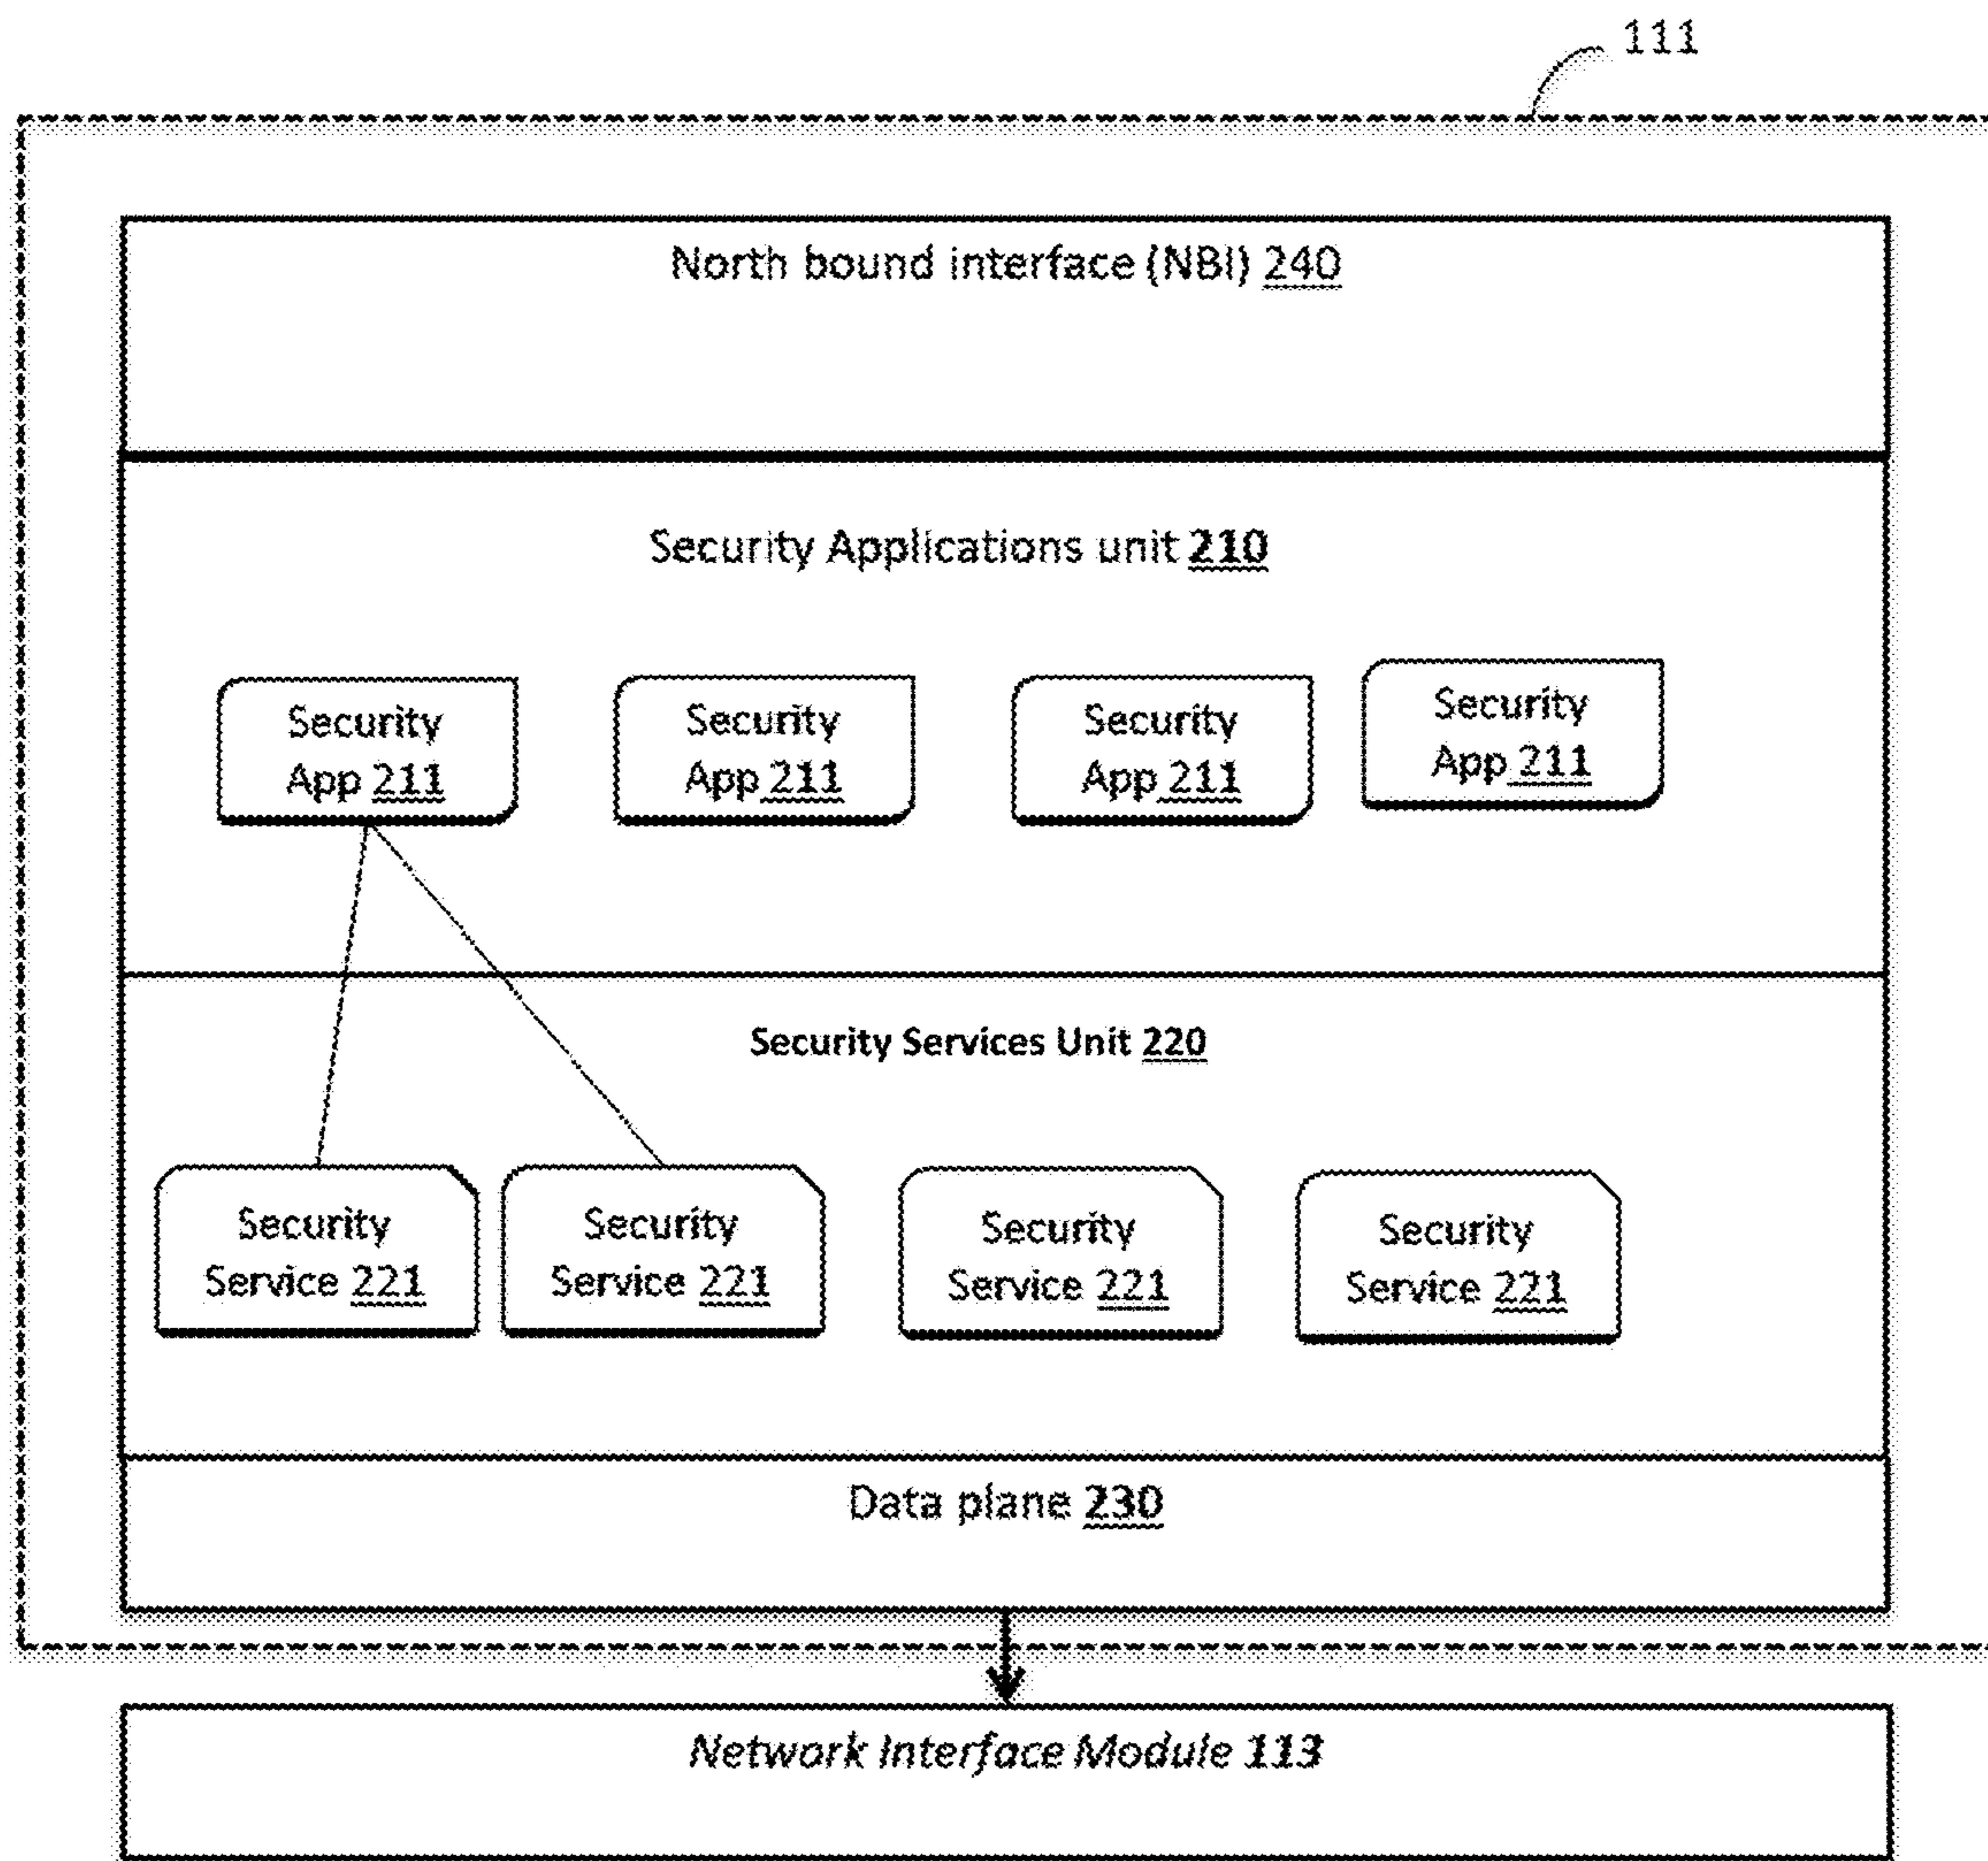 111
North bound interface (NBI) 240
Security Applications unit 210
Security
App 211
Security
App 211
Security
App 211
Security
App 211
Security Services Unit 220
Security
Service 221
Security
Service 221
Security
Service 221
Security
Service 221
Data plane 230
Network Interface Module 113